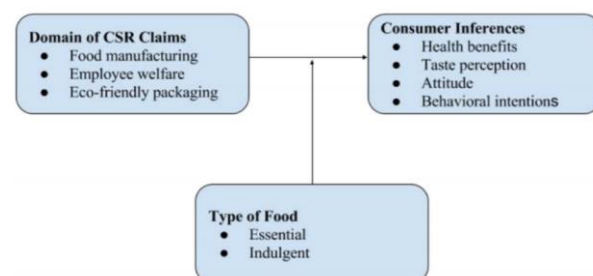 Domain of CSR Claims
● Food manufacturing
● Employee welfare
● Eco-friendly packaging
Consumer Inferences
● Health benefits
● Taste perception
● Attitude
● Behavioral intentions
Type of Food
● Essential
● Indulgent